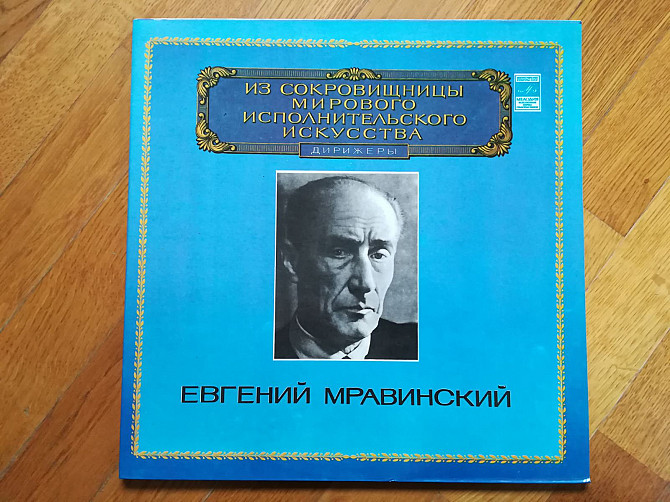 ИЗ СОКРОВИЩНИЦЫ
МИРОВОГО
ИСПОЛНИТЕЛЬСКОГО
ИСКУССТВА
ДИРИЖЕРЫ
МЕЛОДИЯ
ЕВГЕНИЙ МРАВИНСКИЙ